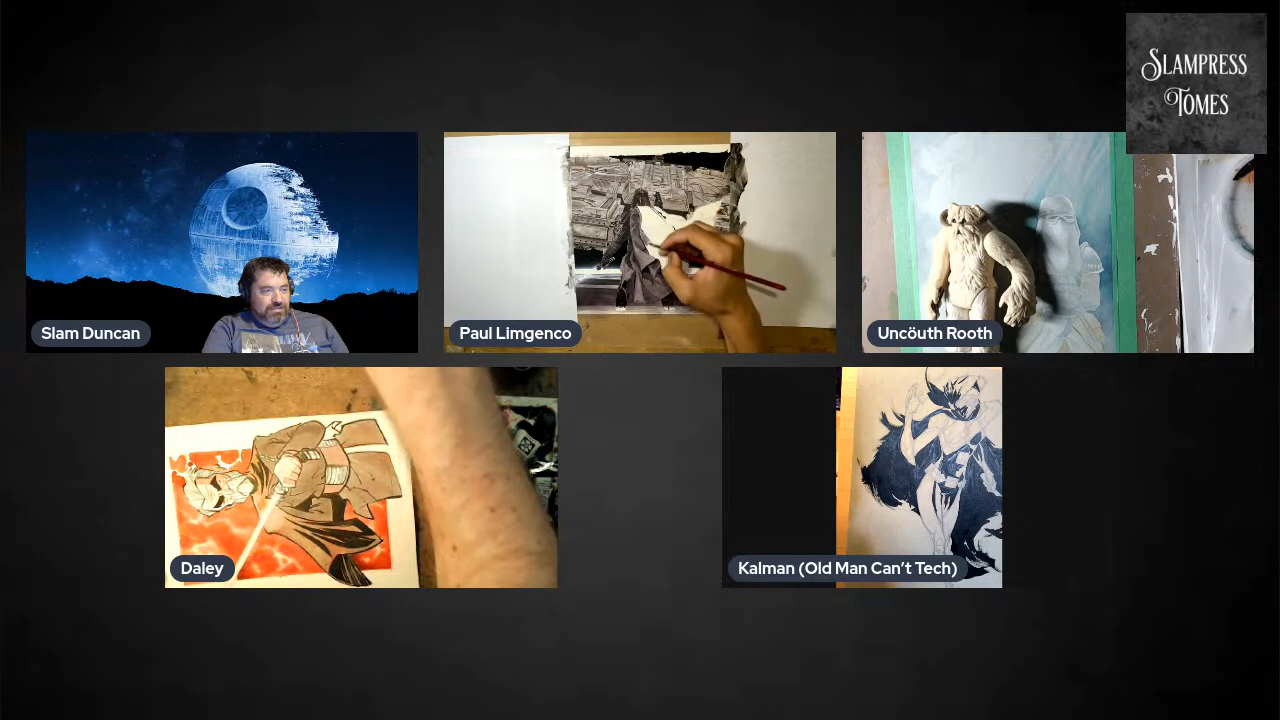 Slampress
Tomes
Slam Duncan
Paul Limgenco
Uncöuth Rooth
Daley
Kalman (Old Man Can't Tech)